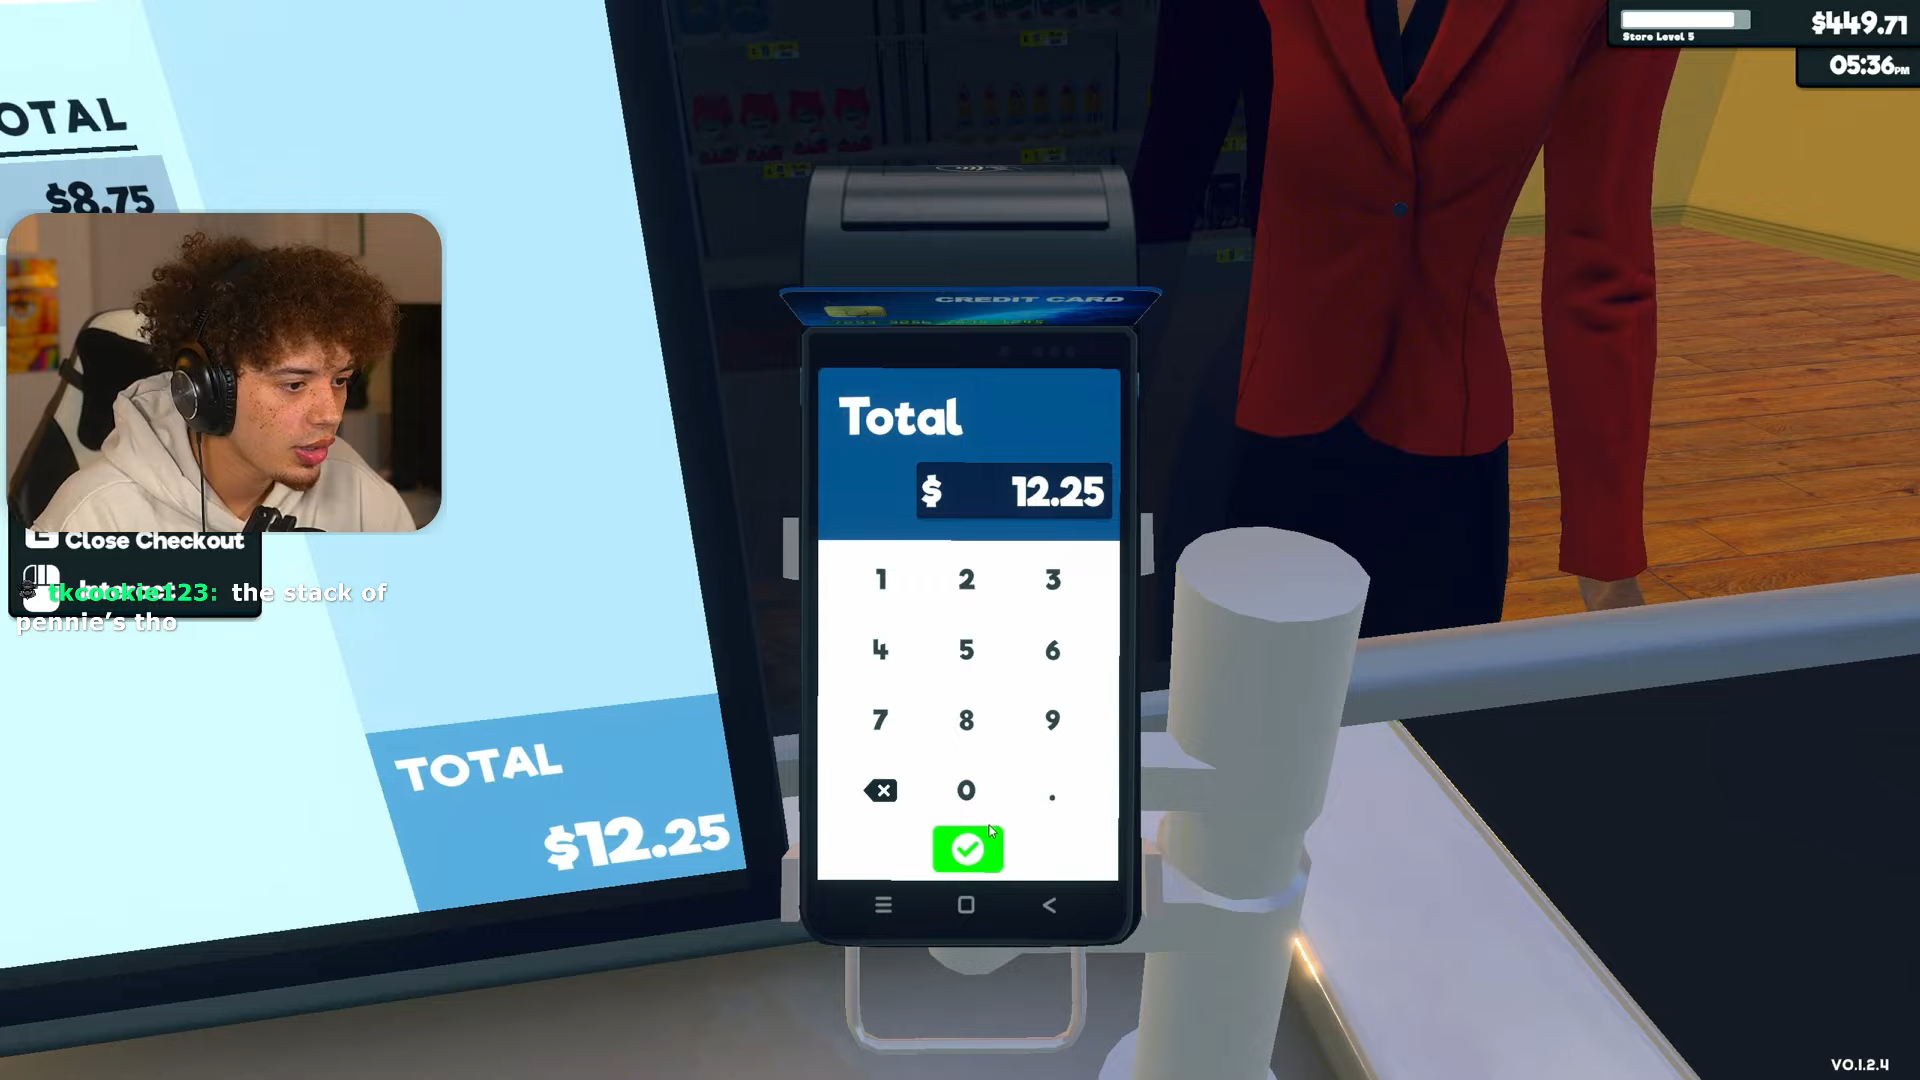 $449.71
Store Level 5
05:36PM
OTAL
$8.75
CREDIT CARD
Total
$ 12.25
1 2 3
4 5 6
7 8 9
0 .
Close Checkout
tkcookie123: the stack of
pennie's tho
TOTAL
$12.25
V0.1.2.4